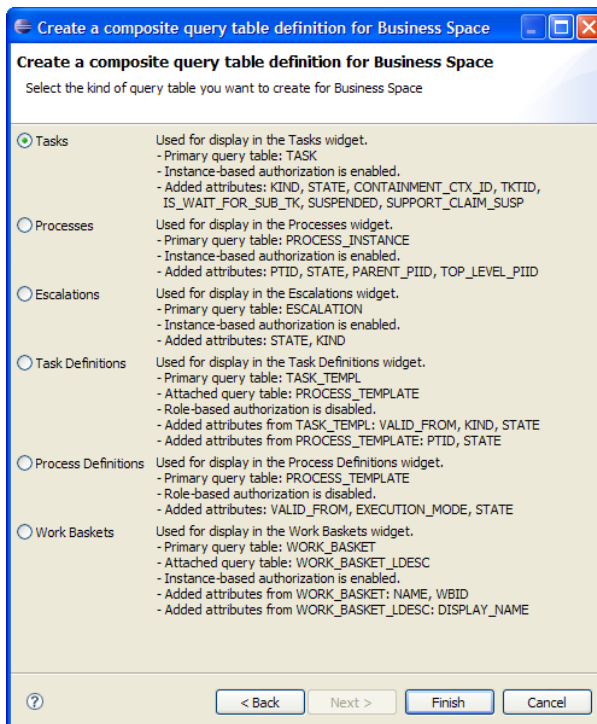 Create a composite query table definition for Business Space
Create a composite query table definition for Business Space
Select the kind of query table you want to create for Business Space
Tasks
Used for display in the Tasks widget.
- Primary query table: TASK
- Instance-based authorization is enabled.
- Added attributes: KIND, STATE, CONTAINMENT_CTX_ID, TKTID,
IS_WAIT_FOR_SUB_TK, SUSPENDED, SUPPORT_CLAIM_SUSP
Processes
Used for display in the Processes widget.
- Primary query table: PROCESS_INSTANCE
- Instance-based authorization is enabled.
- Added attributes: PTID, STATE, PARENT_PIID, TOP_LEVEL_PIID
Escalations
Used for display in the Escalations widget.
- Primary query table: ESCALATION
- Instance-based authorization is enabled.
- Added attributes: STATE, KIND
Task Definitions
Used for display in the Task Definitions widget.
- Primary query table: TASK_TEMPL
- Attached query table: PROCESS_TEMPLATE
- Role-based authorization is disabled.
- Added attributes from TASK_TEMPL: VALID_FROM, KIND, STATE
- Added attributes from PROCESS_TEMPLATE: PTID, STATE
Process Definitions
Used for display in the Process Definitions widget.
- Primary query table: PROCESS_TEMPLATE
- Role-based authorization is disabled.
- Added attributes: VALID_FROM, EXECUTION_MODE, STATE
Work Baskets
Used for display in the Work Baskets widget.
- Primary query table: WORK_BASKET
- Attached query table: WORK_BASKET_LDESC
- Instance-based authorization is enabled.
- Added attributes from WORK_BASKET: NAME, WBID
- Added attributes from WORK_BASKET_LDESC: DISPLAY_NAME
?
< Back
Next >
Finish
Cancel